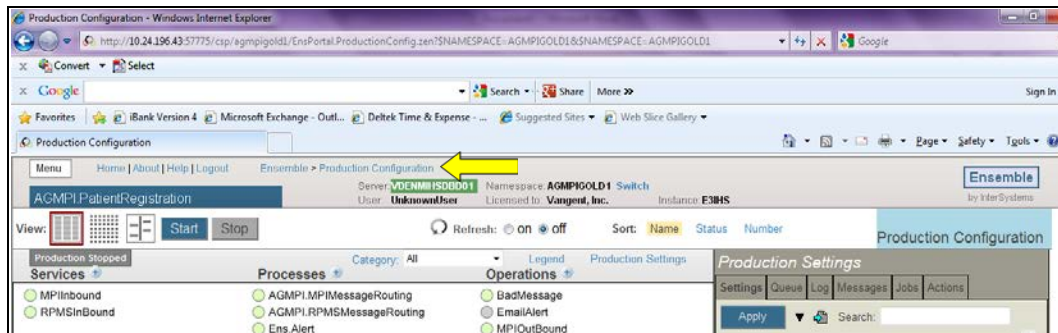 Production Configuration - Windows Internet Explorer
http://10.24.196.43:57775/csp/agmpigold1/EnsPortal.ProductionConfig.zen?$NAMESPACE=AGMPIGOLD1&$NAMESPACE=AGMPIGOLD1 Google
x Convert Select
x Google Search Share More >> Sign In
Favorites iBank Version 4 Microsoft Exchange - Outl... Deltek Time & Expense - ... Suggested Sites Web Slice Gallery
Production Configuration Page Safety Tools
Menu Home | About | Help | Logout Ensemble > Production Configuration Ensemble
Server: VDENMIHSDBD01 Namespace: AGMPIGOLD1 Switch
AGMPI.PatientRegistration User UnknownUser Licensed to: Vangent, Inc. Instance: E3IHS by InterSystems
View: Start Stop Refresh: on off Sort: Name Status Number Production Configuration
Production Stopped Category: All Legend Production Settings Production Settings
Services Processes Operations Settings Queue Log Messages Jobs Actions
MPIInbound AGMPI.MPIMessageRouting BadMessage
RPMSInBound AGMPI.RPMSMessageRouting EmailAlert Apply Search:
Ens.Alert MPIOutBound